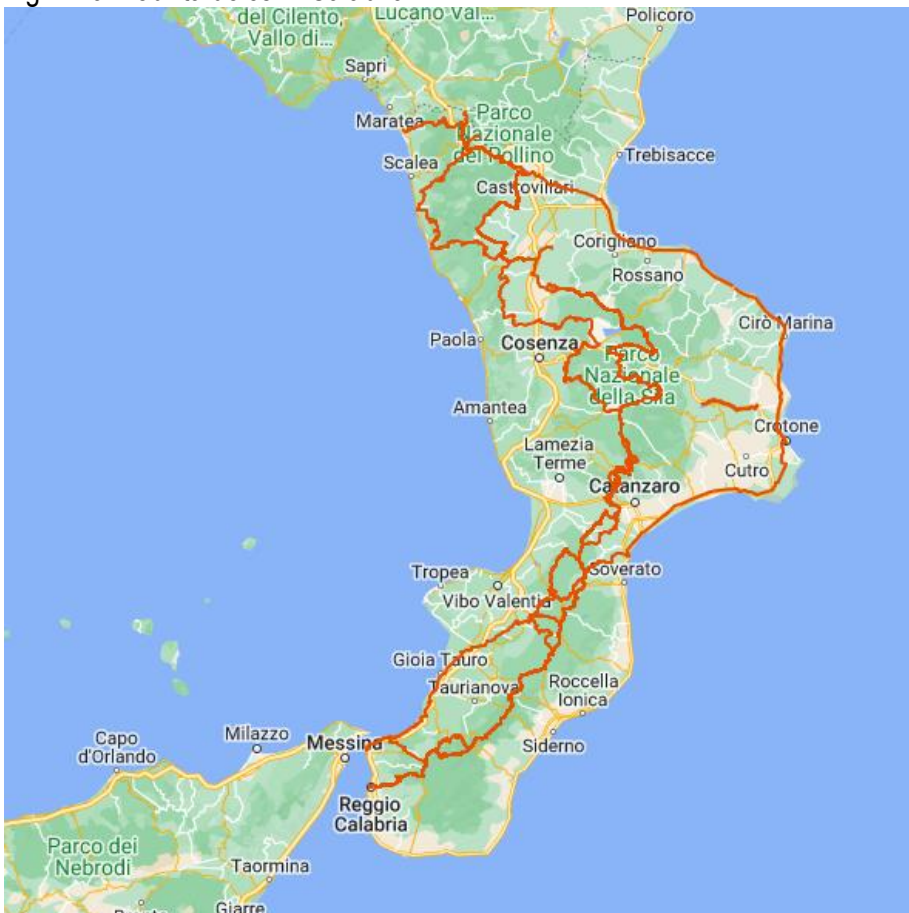 del Cilento,
Vallo di...
Lucano Val...
Policoro
Sapri
Maratea
Parco
Nazionale
del Pollino
Trebisacce
Scalea
Castrovillari
Corigliano
Rossano
Cirò Marina
Paola
Cosenza
Parco
Nazionale
della Sila
Amantea
Crotone
Lamezia
Terme
Cutro
Catanzaro
Tropea
Soverato
Vibo Valentia
Gioia Tauro
Taurianova
Roccella
Ionica
Siderno
Capo
d'Orlando
Milazzo
Messina
Reggio
Calabria
Parco dei
Nebrodi
Taormina
Giarre